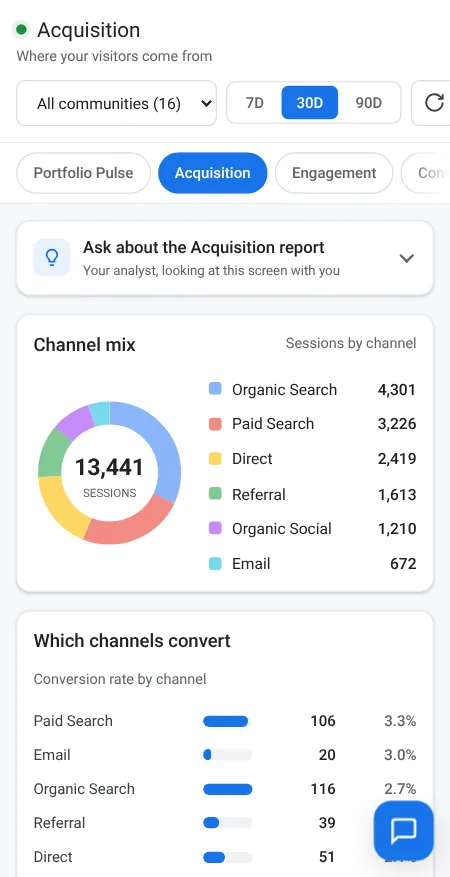 Acquisition
Where your visitors come from
All communities (16)
7D 30D 90D
Portfolio Pulse Acquisition Engagement
Ask about the Acquisition report
Your analyst, looking at this screen with you
Channel mix
Sessions by channel
13,441
SESSIONS
Organic Search 4,301
Paid Search 3,226
Direct 2,419
Referral 1,613
Organic Social 1,210
Email 672
Which channels convert
Conversion rate by channel
Paid Search 106 3.3%
Email 20 3.0%
Organic Search 116 2.7%
Referral 39
Direct 51